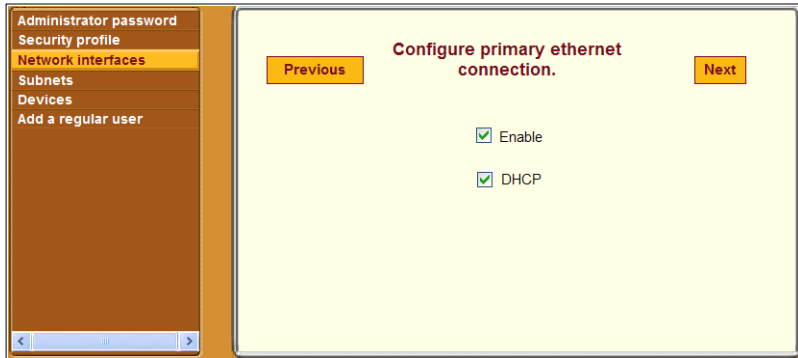 Administrator password
Security profile
Network interfaces
Subnets
Devices
Add a regular user
Previous
Configure primary ethernet
connection.
Next
Enable
DHCP